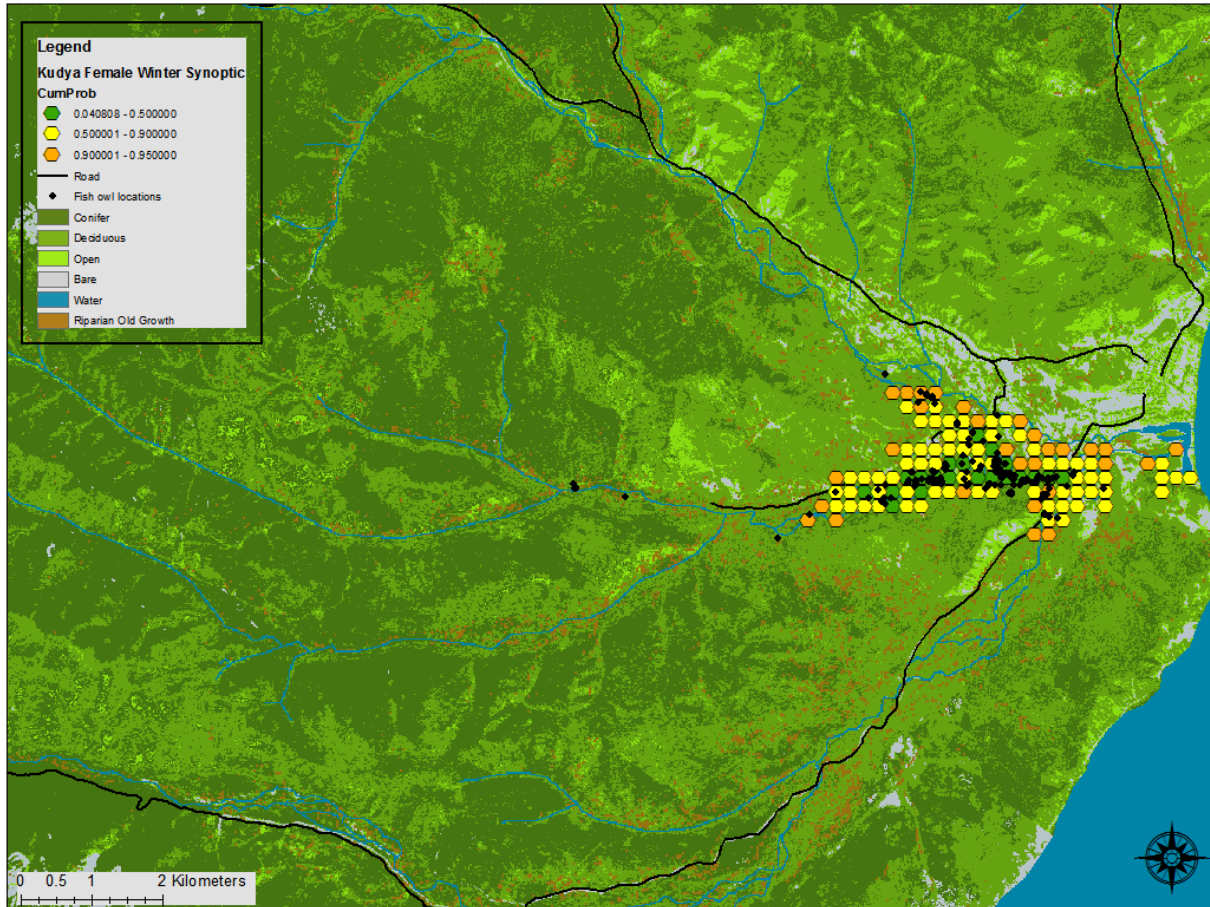 Legend
Kudya Female Winter Synoptic
CumProb
0.040808 - 0.500000
0.500001 - 0.900000
0.900001 - 0.950000
Road
Fish owl locations
Conifer
Deciduous
Open
Bare
Water
Riparian Old Growth
0 0.5 1 2 Kilometers